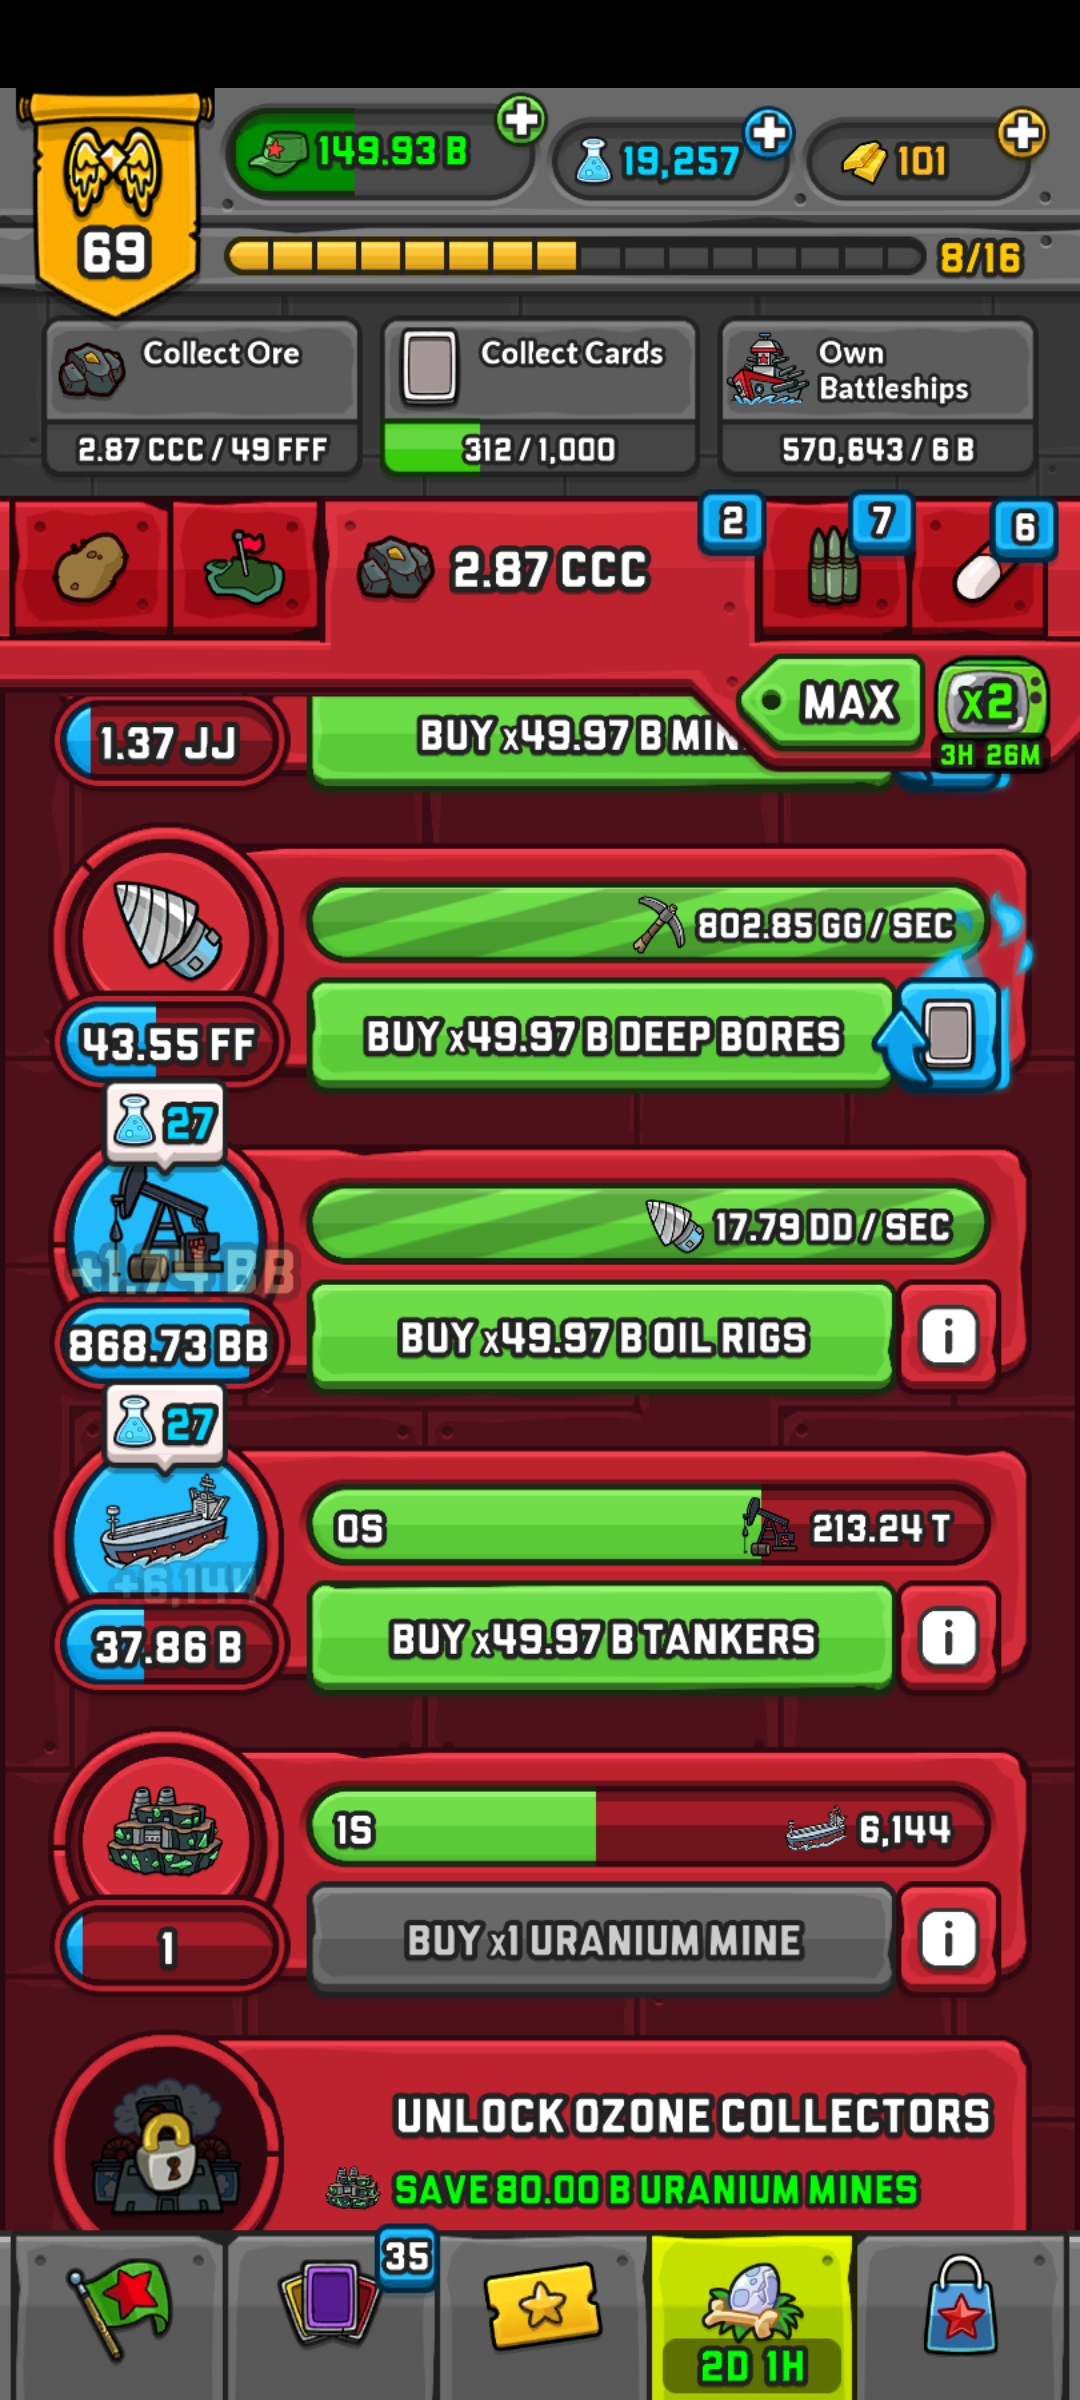 149.93 B
19,257
101
69
8/16
Collect Ore
2.87 CCC / 49 FFF
Collect Cards
312 / 1,000
Own
Battleships
570,643 / 6 B
2.87 CCC
2
7
6
MAX
x2
3H 26M
1.37 JJ
BUY x49.97 B MIN
802.85 GG / SEC
43.55 FF
BUY x49.97 B DEEP BORES
27
17.79 DD / SEC
+1.74 BB
868.73 BB
BUY x49.97 B OIL RIGS
i
27
0S
213.24 T
+6,144
37.86 B
BUY x49.97 B TANKERS
i
1S
6,144
1
BUY x1 URANIUM MINE
i
UNLOCK OZONE COLLECTORS
SAVE 80.00 B URANIUM MINES
35
2D 1H